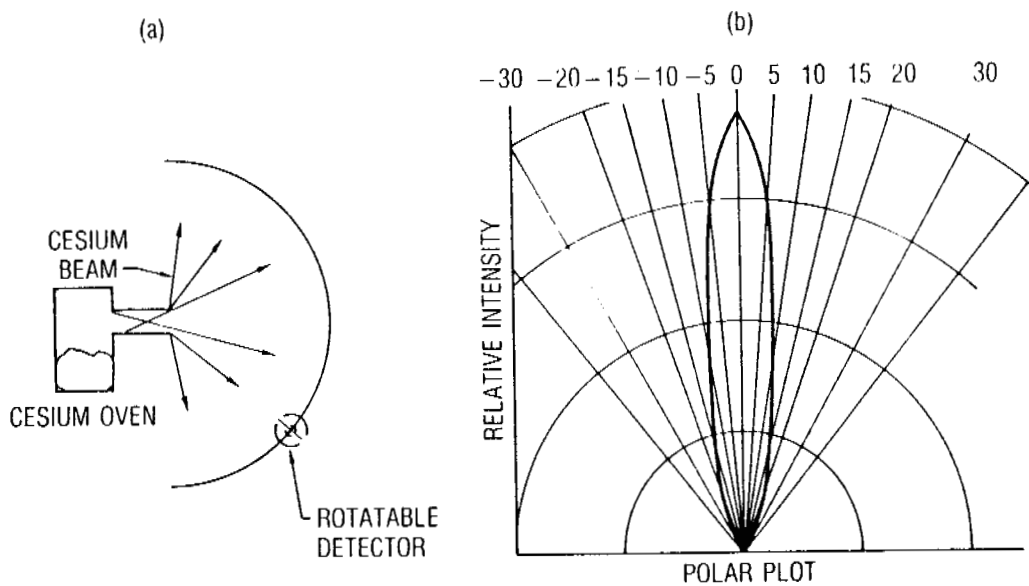 (a)
CESIUM
BEAM
CESIUM OVEN
ROTATABLE
DETECTOR
(b)
−30 −20 −15 −10 −5 0 5 10 15 20 30
RELATIVE INTENSITY
POLAR PLOT